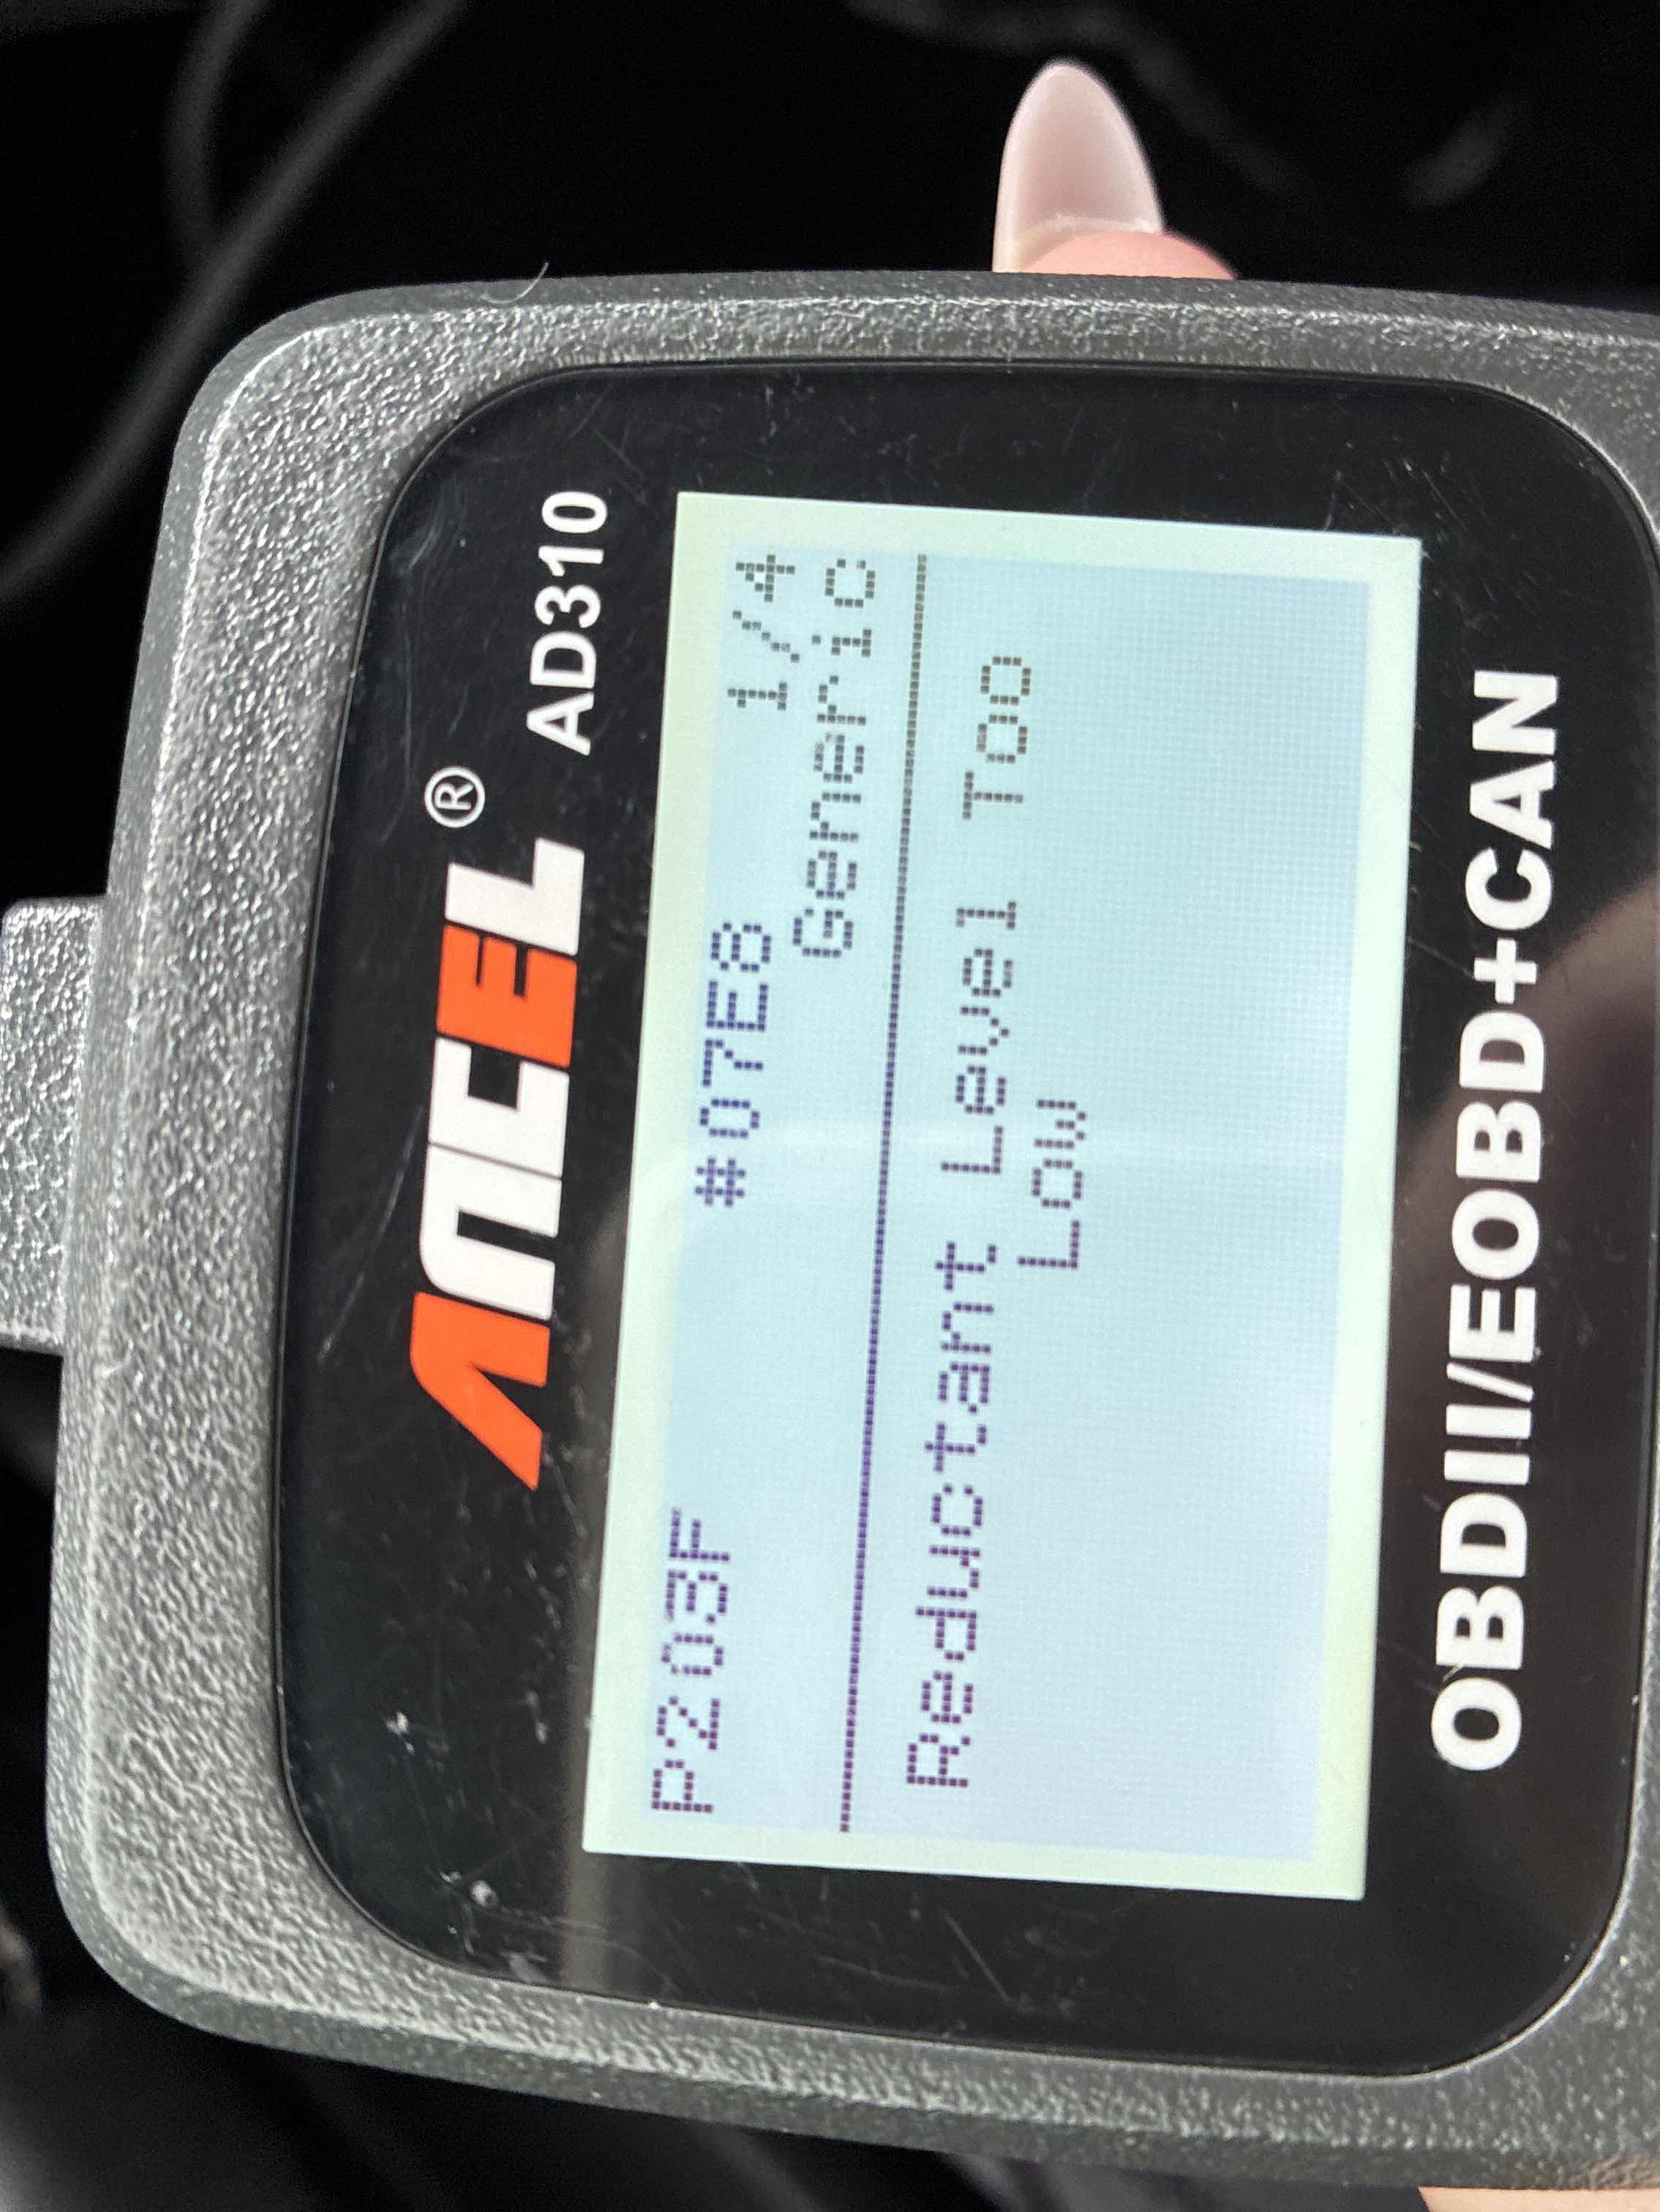 ANCEL®
AD310
P203F #07E8 1/4
Generic
Reductant Level Too
Low
OBDII/EOBD+CAN